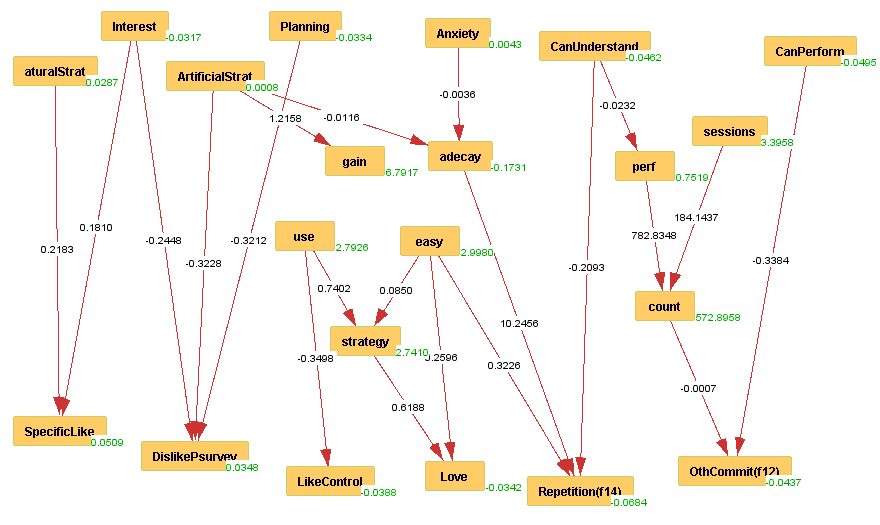 Interest
-0.0317
Planning
-0.0334
Anxiety
0.0043
CanUnderstand
-0.0462
CanPerform
-0.0495
aturalStrat
0.0287
ArtificialStrat
0.0008
-0.0036
-0.0232
sessions
3.3958
1.2158
-0.0116
gain
6.7917
adecay
-0.1731
perf
0.7519
0.1810
0.2183
-0.2448
-0.3228
-0.3212
use
2.7926
easy
2.9980
184.1437
782.8348
-0.2093
-0.3384
0.7402
0.0850
count
572.8958
10.2456
strategy
2.7410
-0.3498
0.2596
0.3226
-0.0007
0.6188
SpecificLike
0.0509
DislikePsurvey
0.0348
LikeControl
-0.0388
Love
-0.0342
Repetition(f14)
-0.0684
OthCommit(f12)
-0.0437